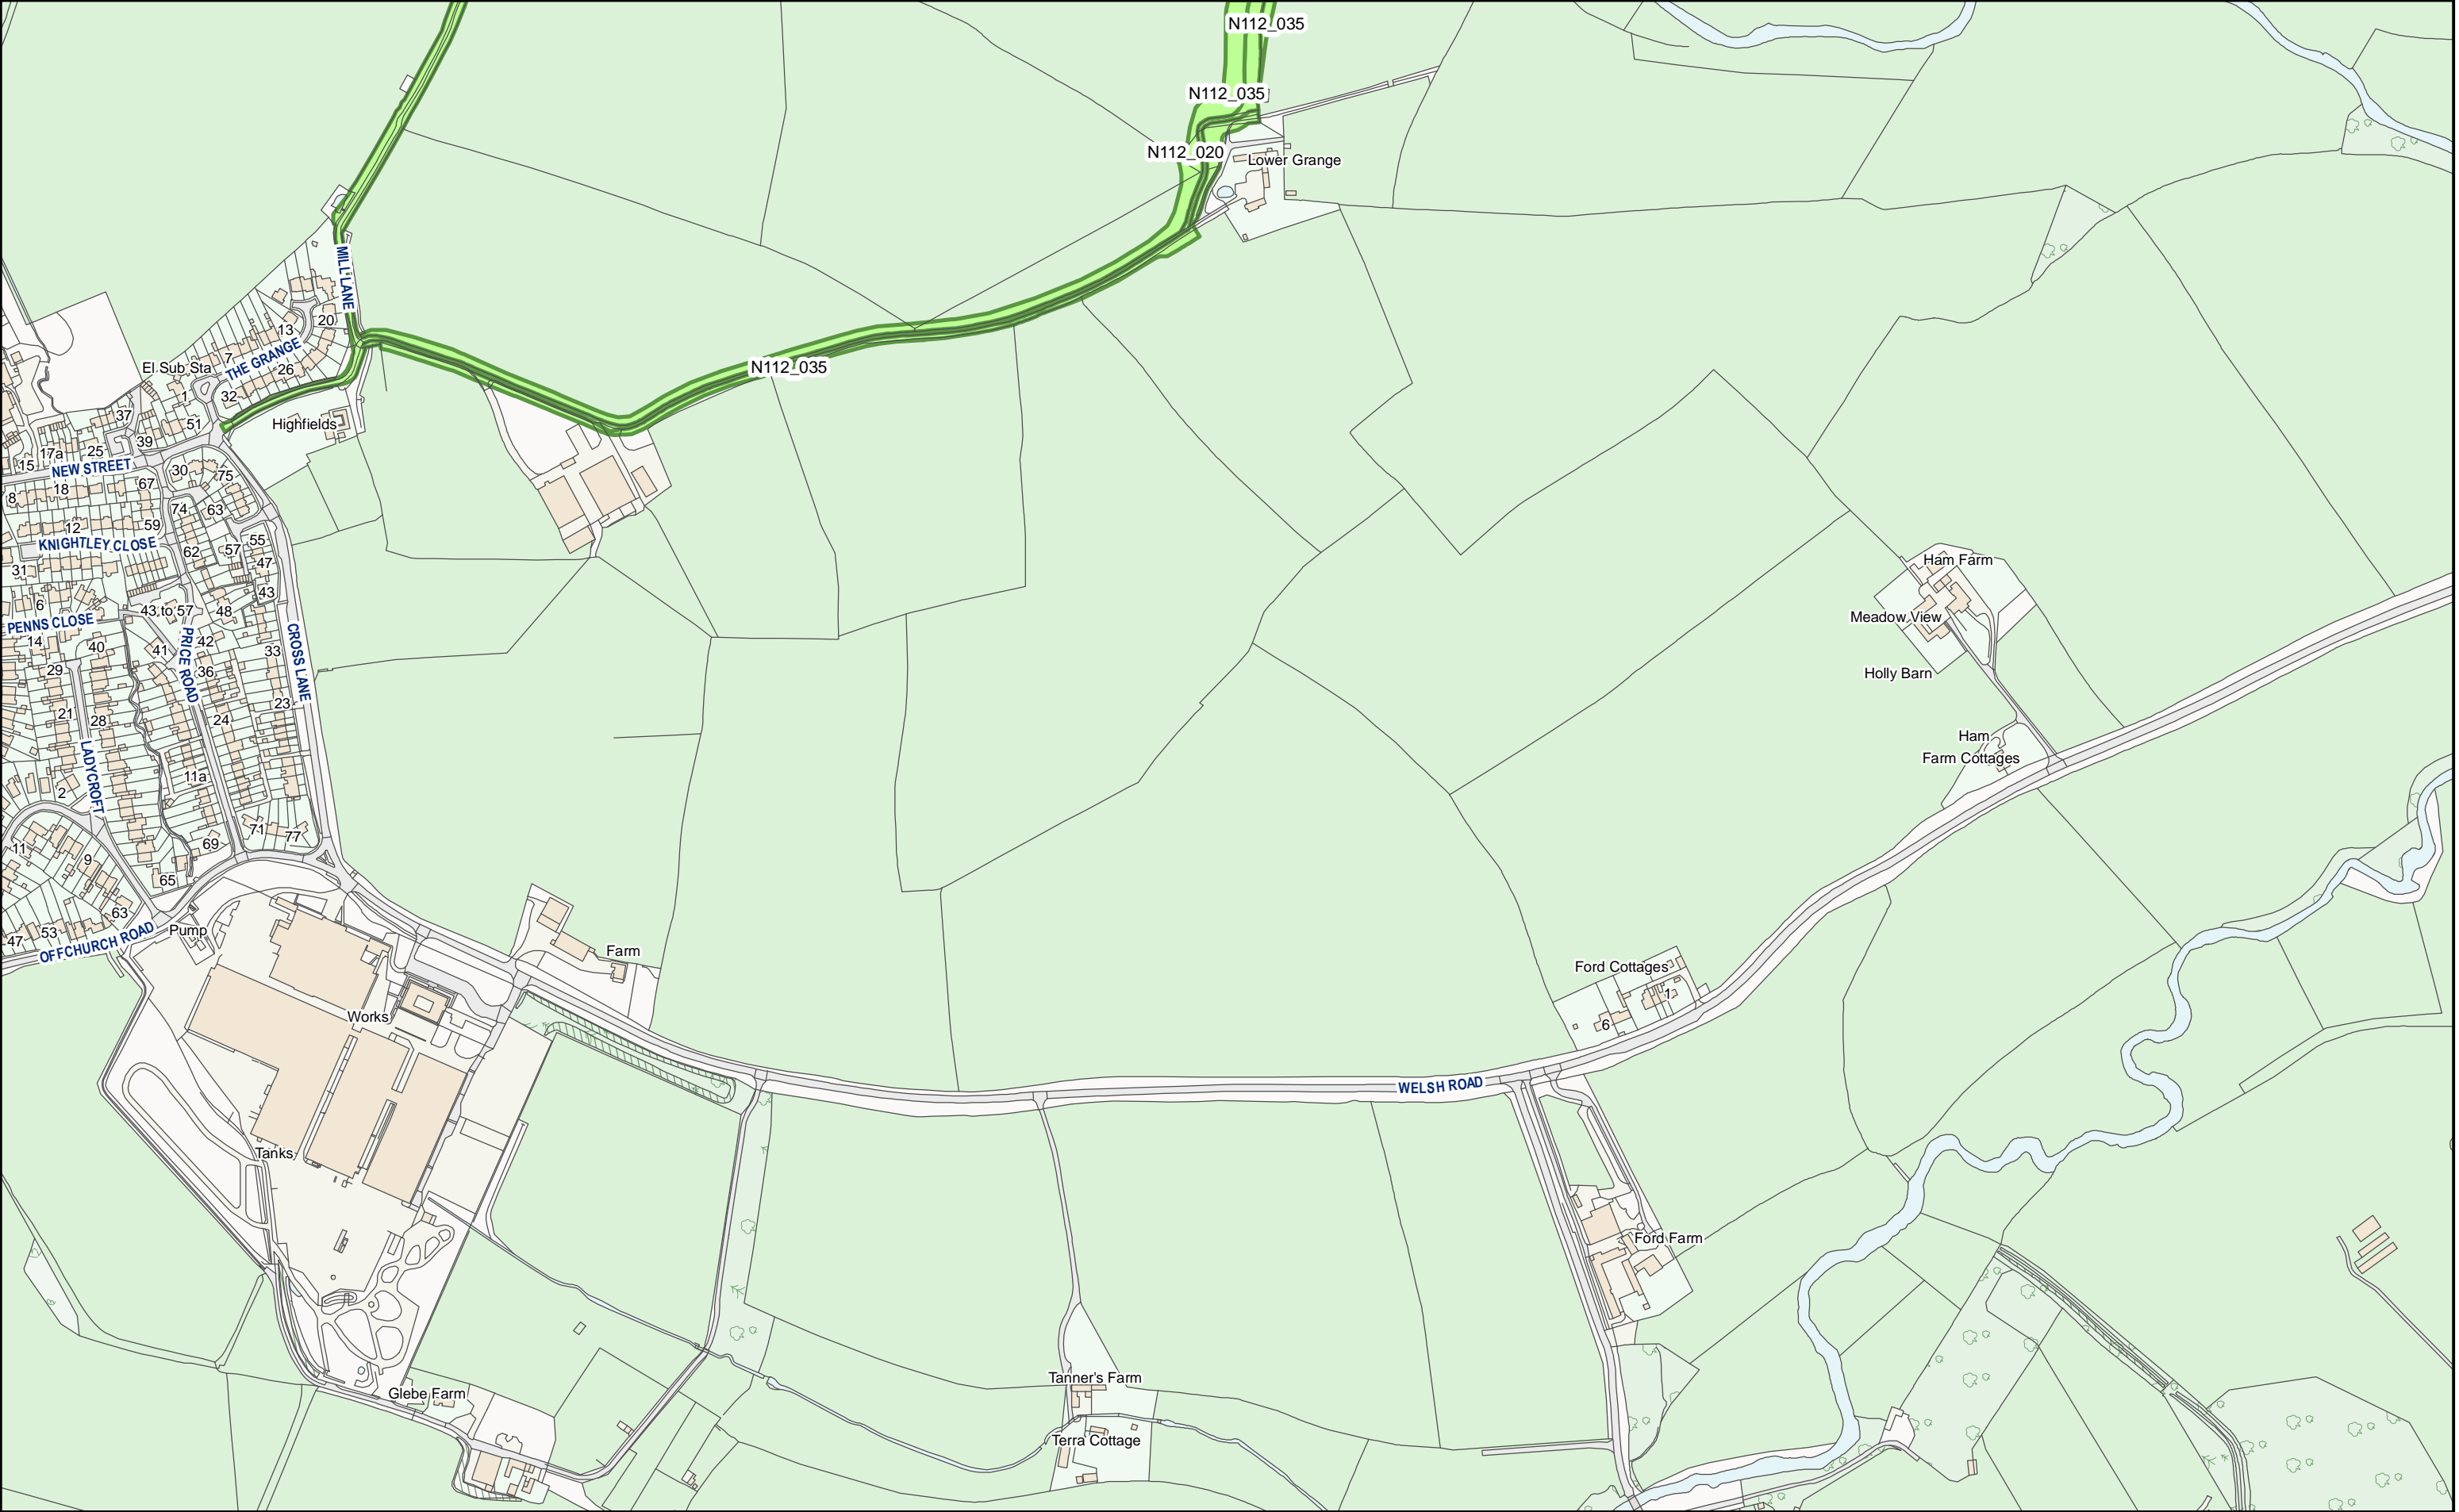 N112_035
N112_035
N112_020
Lower Grange
MILL LANE
20
13
7
THE GRANGE
El Sub Sta
26
N112_035
1
32
37
51
Highfields
39
25
17a
15
NEW STREET
30
75
67
18
8
74
63
59
12
KNIGHTLEY CLOSE
55
62
57
47
31
Ham Farm
43
6
43 to 57
48
Meadow View
PENNS CLOSE
14
40
42
41
33
CROSS LANE
PRICE ROAD
29
36
Holly Barn
23
21
28
24
Ham
Farm Cottages
LADYCROFT
11a
2
71
77
69
11
9
65
63
Pump
53
47
OFFCHURCH ROAD
Farm
Ford Cottages
1
6
Works
WELSH ROAD
Tanks
Ford Farm
Tanner's Farm
Glebe Farm
Terra Cottage